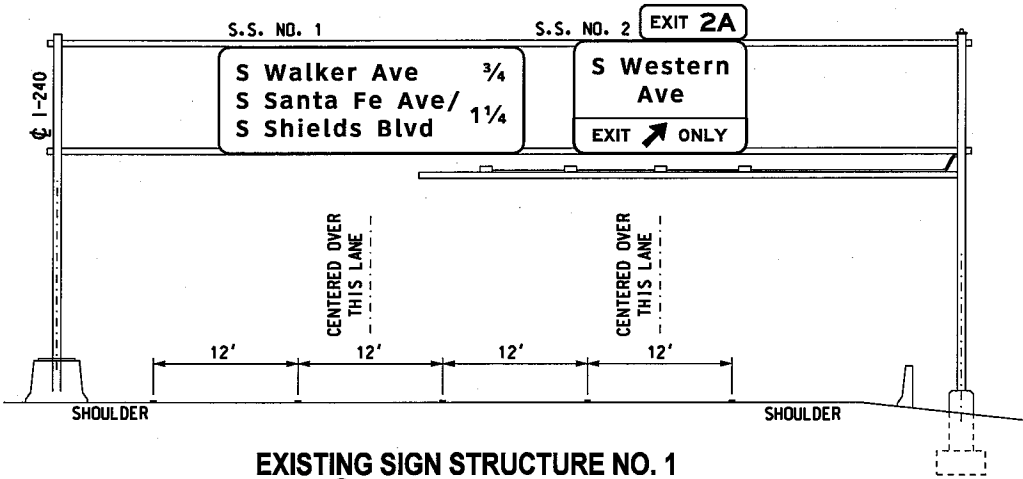 S.S. NO. 1
S.S. NO. 2
EXIT 2A
℄ I-240
S Walker Ave ¾
S Santa Fe Ave/
S Shields Blvd
1¼
S Western
Ave
EXIT ONLY
CENTERED OVER
THIS LANE
CENTERED OVER
THIS LANE
12' 12' 12' 12'
SHOULDER
SHOULDER
EXISTING SIGN STRUCTURE NO. 1